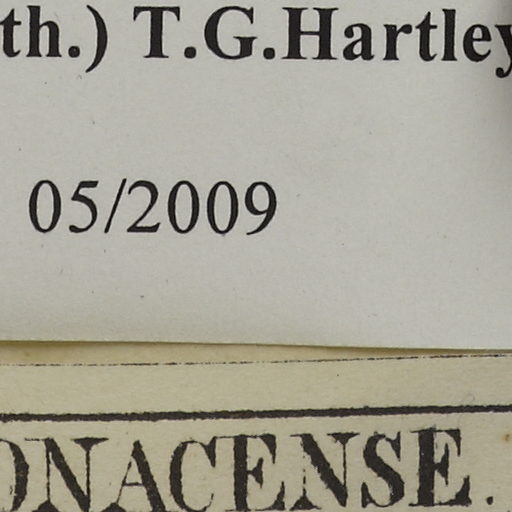 th.) T.G.Hartley
05/2009
ONACENSE.